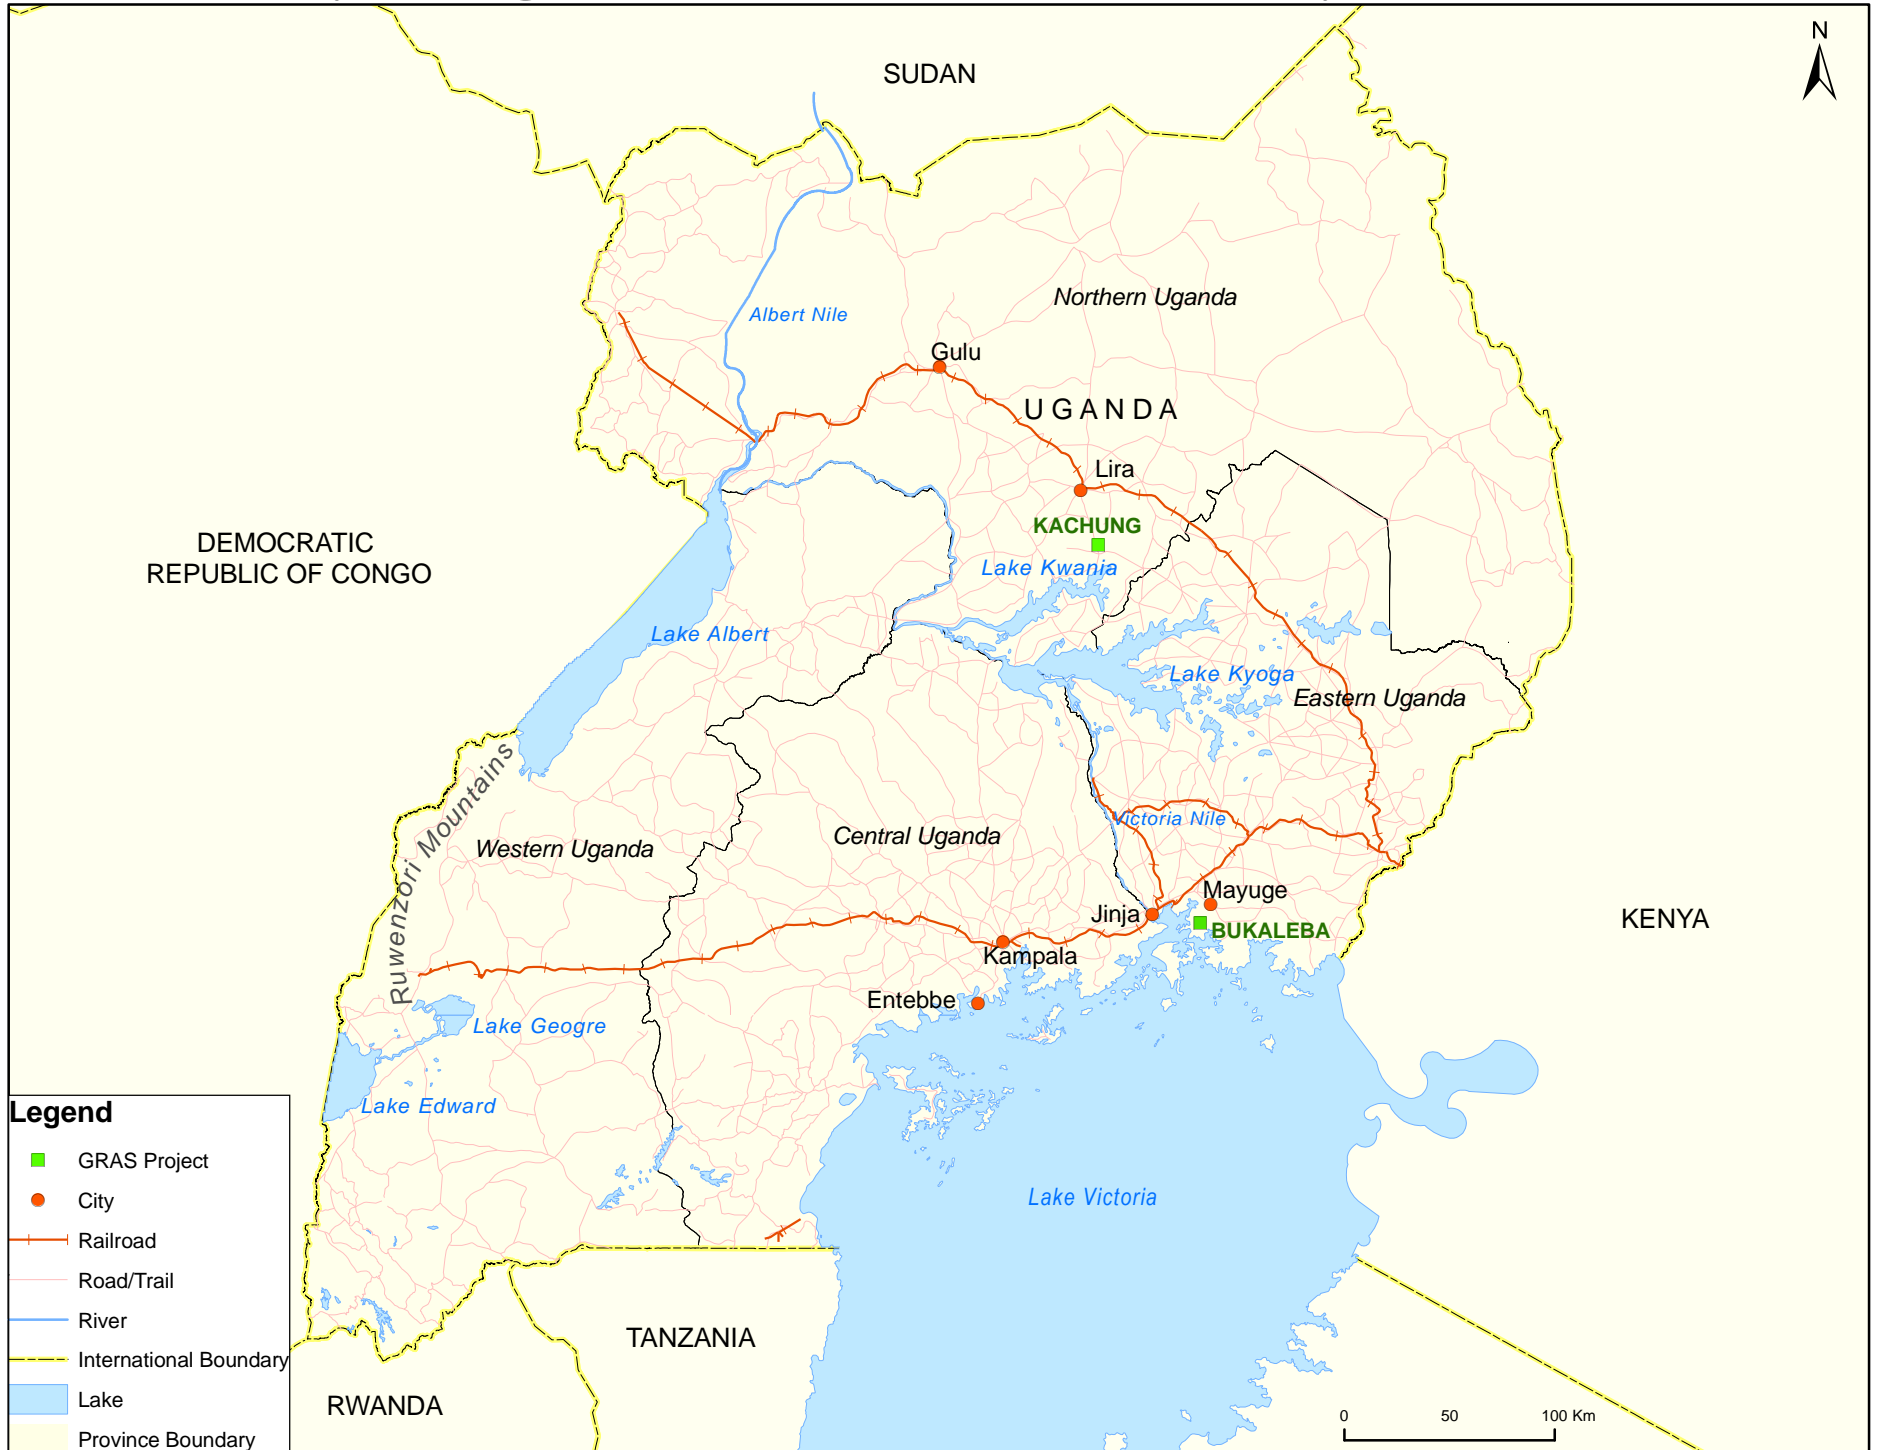 N
SUDAN
Northern Uganda
Albert Nile
Gulu
UGANDA
Lira
KACHUNG
DEMOCRATIC
REPUBLIC OF CONGO
Lake Kwania
Lake Albert
Lake Kyoga
Eastern Uganda
Ruwenzori Mountains
Victoria Nile
Central Uganda
Western Uganda
Mayuge
Jinja
BUKALEBA
KENYA
Kampala
Entebbe
Lake Geogre
Lake Edward
Lake Victoria
TANZANIA
RWANDA
Legend
GRAS Project
City
Railroad
Road/Trail
River
International Boundary
Lake
Province Boundary
0 50 100 Km